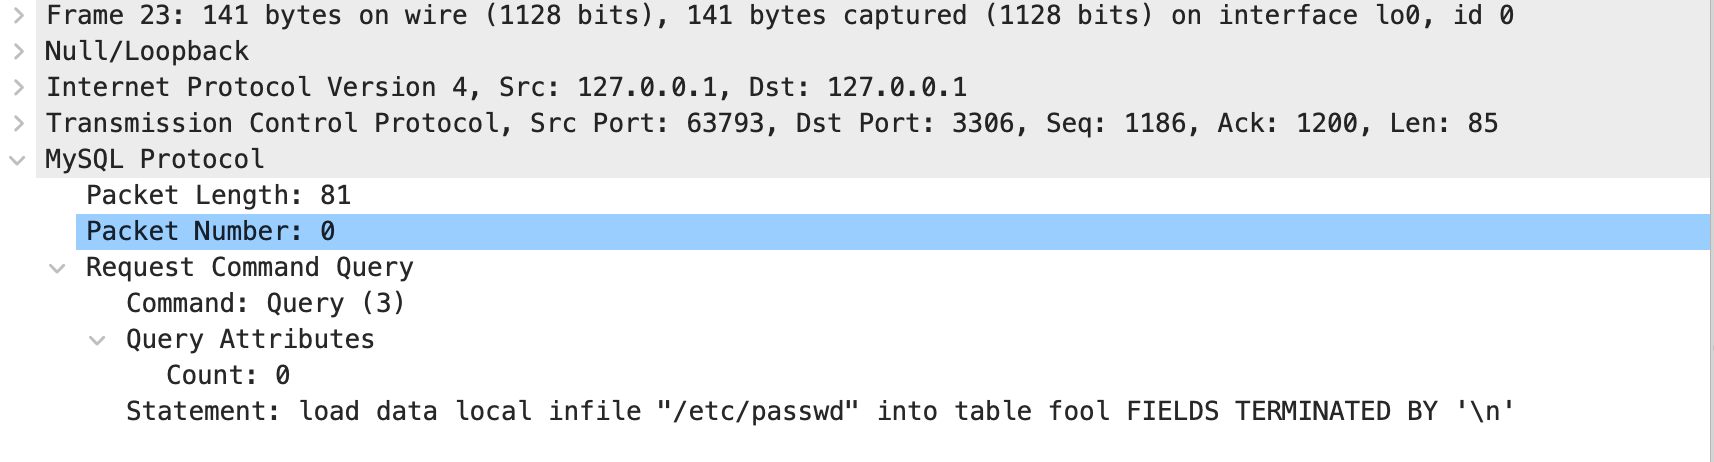 Frame 23: 141 bytes on wire (1128 bits), 141 bytes captured (1128 bits) on interface lo0, id 0
Null/Loopback
Internet Protocol Version 4, Src: 127.0.0.1, Dst: 127.0.0.1
Transmission Control Protocol, Src Port: 63793, Dst Port: 3306, Seq: 1186, Ack: 1200, Len: 85
MySQL Protocol
Packet Length: 81
Packet Number: 0
Request Command Query
Command: Query (3)
Query Attributes
Count: 0
Statement: load data local infile "/etc/passwd" into table fool FIELDS TERMINATED BY '\n'